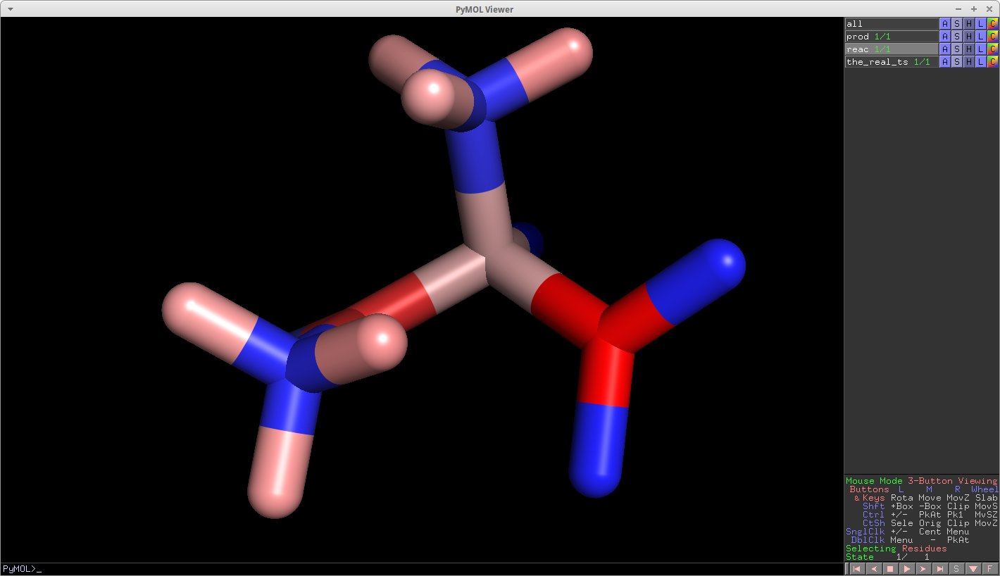 PyMOL Viewer
all A S H L C
prod 1/1 A S H L C
reac 1/1 A S H L C
the_real_ts 1/1 A S H L C
Mouse Mode 3-Button Viewing
Buttons L M R Wheel
& Keys Rota Move MovZ Slab
Shft +Box -Box Clip MovS
Ctrl +/- PkAt Pk1 MvSZ
CtSh Sele Orig Clip MovZ
SnglClk +/- Cent Menu
DblClk Menu - PkAt
Selecting Residues
State 1/ 1
PyMOL>_
S F